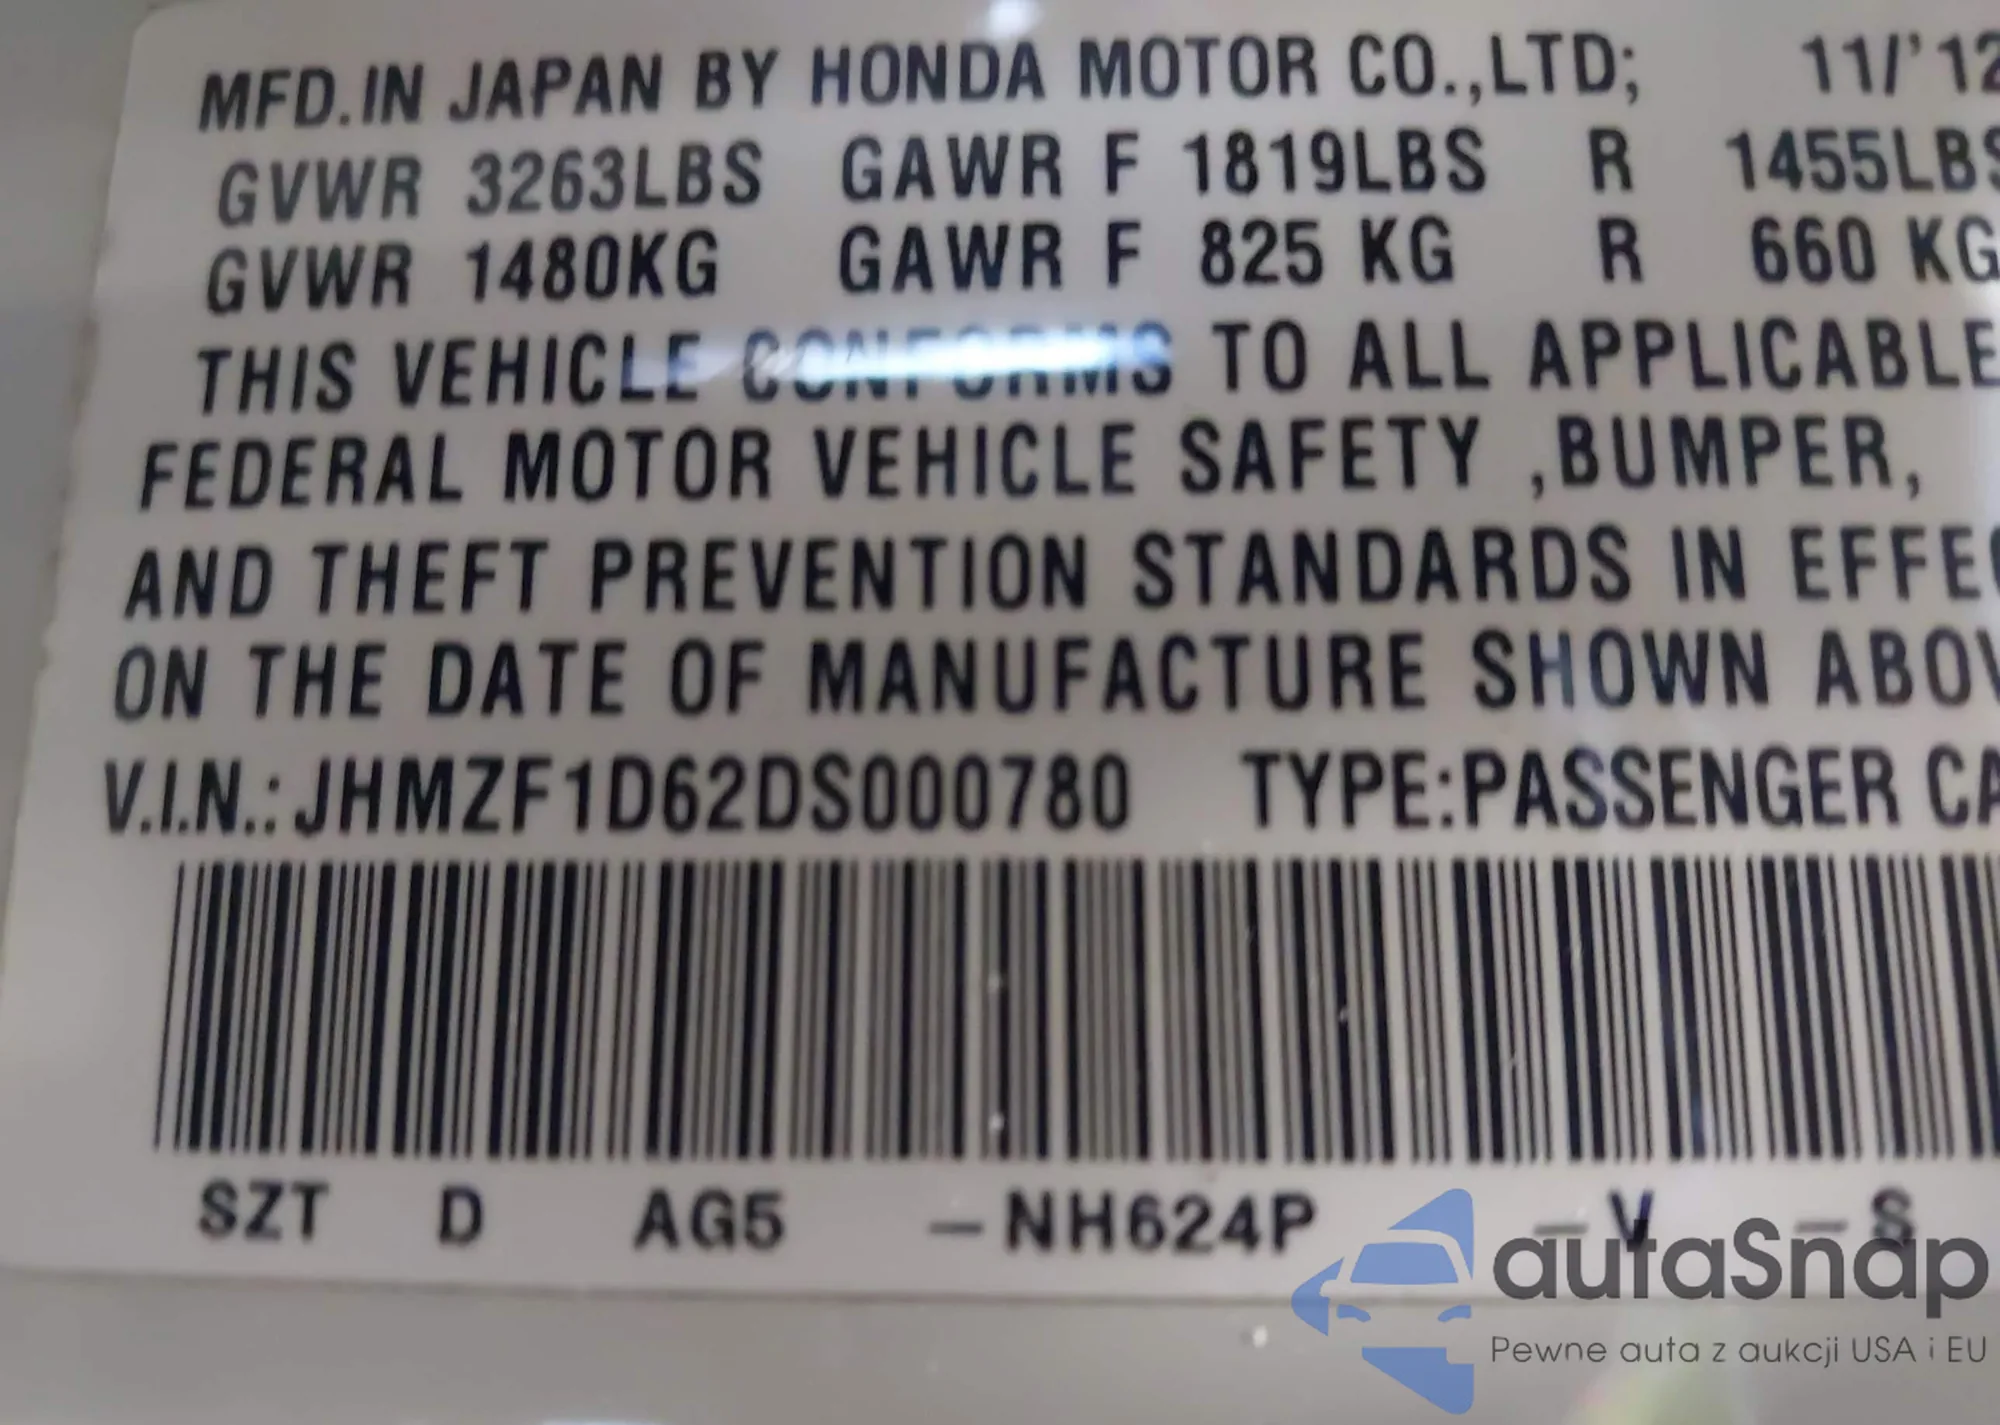 MFD.IN JAPAN BY HONDA MOTOR CO.,LTD; 11/'12
GVWR 3263LBS GAWR F 1819LBS R 1455LBS
GVWR 1480KG GAWR F 825 KG R 660 KG
THIS VEHICLE CONFORMS TO ALL APPLICABLE
FEDERAL MOTOR VEHICLE SAFETY ,BUMPER,
AND THEFT PREVENTION STANDARDS IN EFFEC
ON THE DATE OF MANUFACTURE SHOWN ABOV
V.I.N.: JHMZF1D62DS000780 TYPE:PASSENGER CA
SZT D AG5 –NH624P –V –S
autaSnap
Pewne auta z aukcji USA i EU